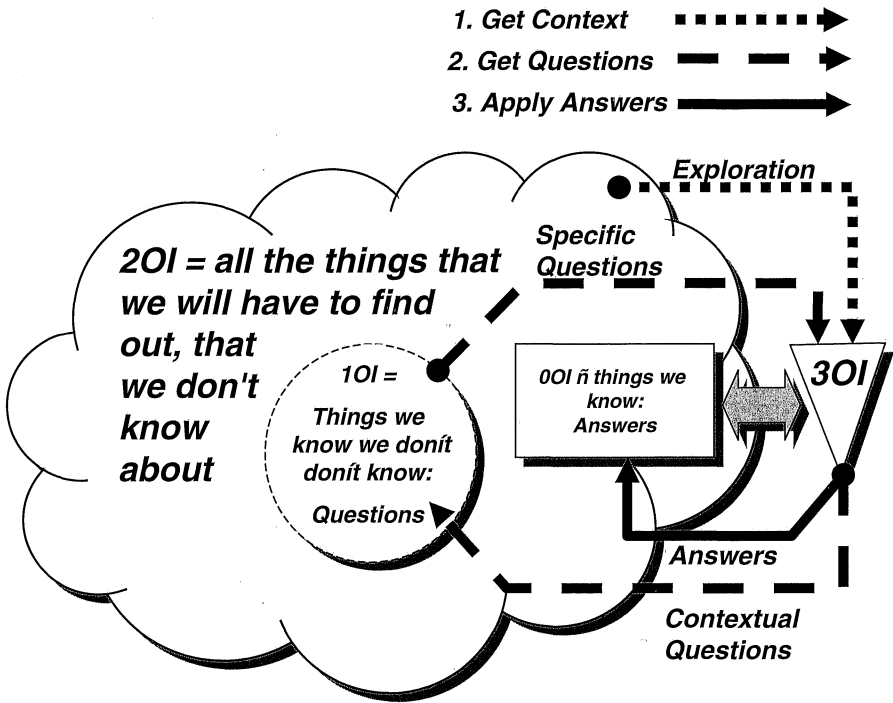 1. Get Context
2. Get Questions
3. Apply Answers
Exploration
Specific
Questions
2OI = all the things that
we will have to find
out, that
we don't
know
about
1OI =
Things we
know we donít
donít know:
Questions
0OI ñ things we
know:
Answers
3OI
Answers
Contextual
Questions